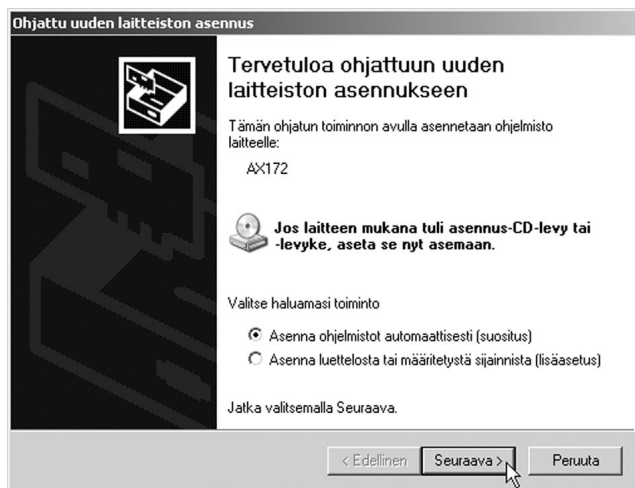 Ohjattu uuden laitteiston asennus
Tervetuloa ohjattuun uuden
laitteiston asennukseen
Tämän ohjatun toiminnon avulla asennetaan ohjelmisto
laitteelle:
AX172
Jos laitteen mukana tuli asennus-CD-levy tai
-levyke, aseta se nyt asemaan.
Valitse haluamasi toiminto
Asenna ohjelmistot automaattisesti (suositus)
Asenna luettelosta tai määritetystä sijainnista (lisäasetus)
Jatka valitsemalla Seuraava.
< Edellinen Seuraava > Peruuta